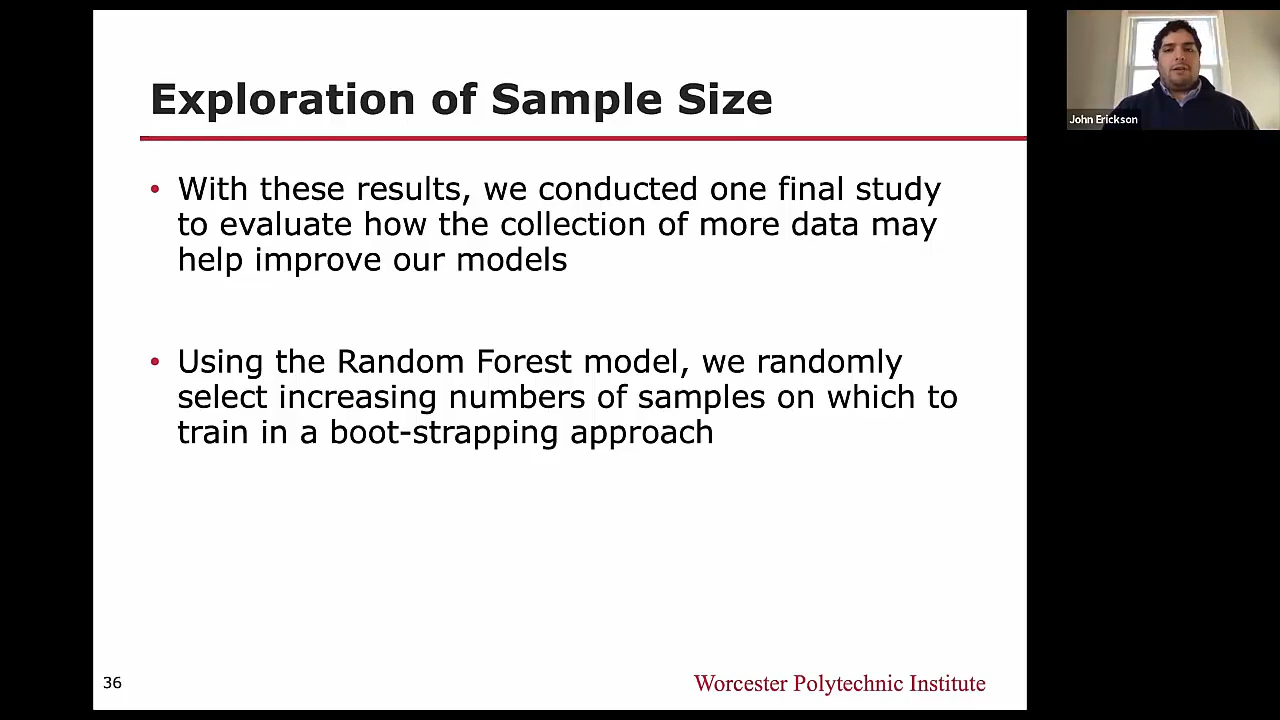 Exploration of Sample Size
• With these results, we conducted one final study
to evaluate how the collection of more data may
help improve our models
• Using the Random Forest model, we randomly
select increasing numbers of samples on which to
train in a boot-strapping approach
36
Worcester Polytechnic Institute
John Erickson